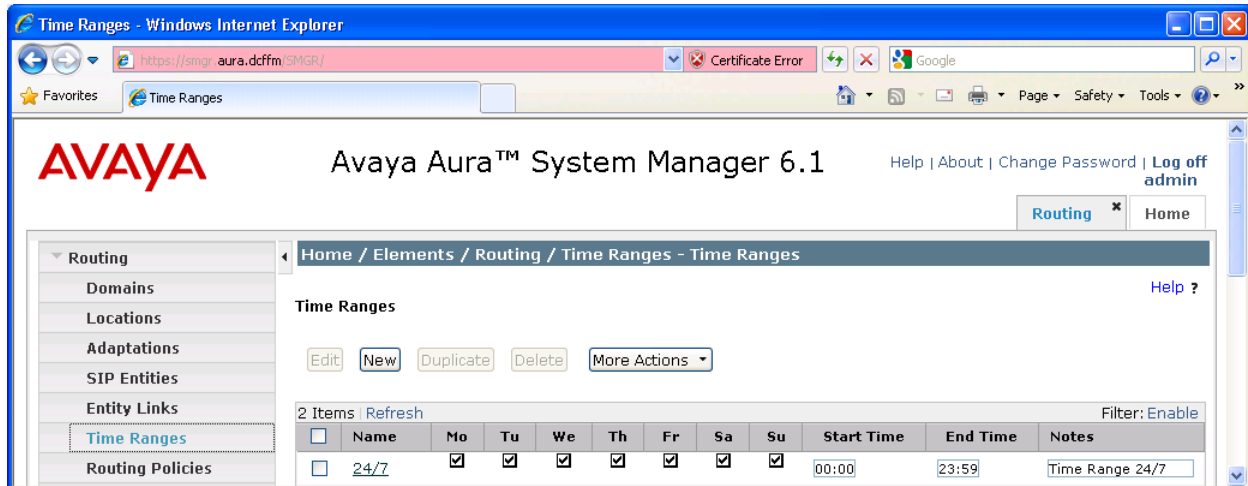 Time Ranges - Windows Internet Explorer
https://smgr.aura.dcffm/SMGR/ Certificate Error Google
Favorites Time Ranges Page Safety Tools »
AVAYA Avaya Aura™ System Manager 6.1 Help | About | Change Password | Log off
admin
Routing × Home
Routing
Domains
Locations
Adaptations
SIP Entities
Entity Links
Time Ranges
Routing Policies
Home / Elements / Routing / Time Ranges - Time Ranges
Help ?
Time Ranges
Edit New Duplicate Delete More Actions
2 Items | Refresh Filter: Enable
Name Mo Tu We Th Fr Sa Su Start Time End Time Notes
24/7 00:00 23:59 Time Range 24/7